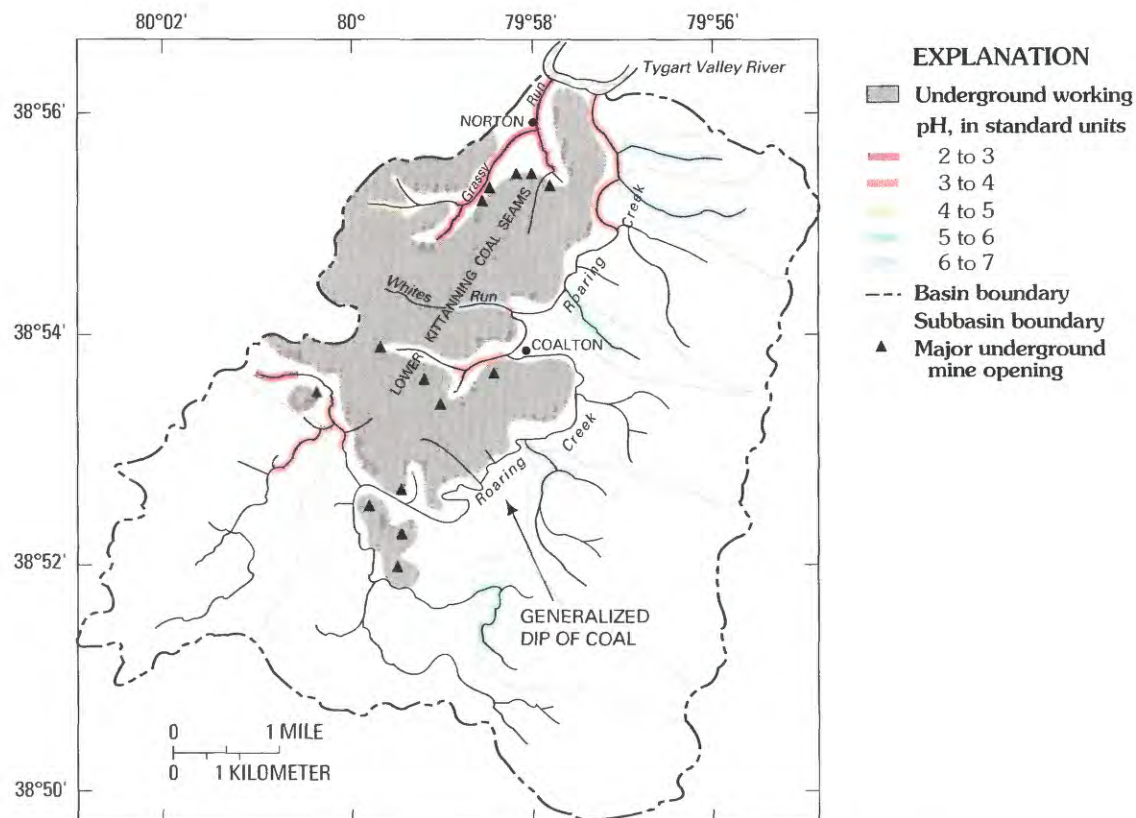 80°02'
80°
79°58'
79°56'
38°56'
38°54'
38°52'
38°50'
Tygart Valley River
NORTON
Run
Grassy
LOWER KITTANNING COAL SEAMS
Whites Run
Roaring Creek
COALTON
Roaring Creek
GENERALIZED
DIP OF COAL
0 1 MILE
0 1 KILOMETER
EXPLANATION
Underground working
pH, in standard units
2 to 3
3 to 4
4 to 5
5 to 6
6 to 7
Basin boundary
Subbasin boundary
Major underground
mine opening